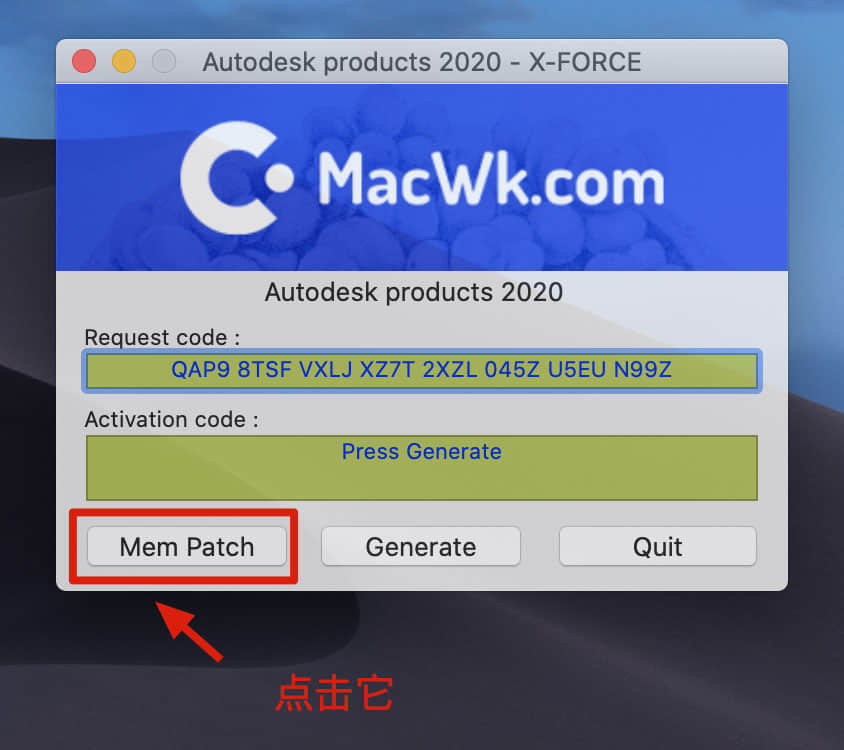 Autodesk products 2020 - X-FORCE
MacWk.com
Autodesk products 2020
Request code :
QAP9 8TSF VXLJ XZ7T 2XZL 045Z U5EU N99Z
Activation code :
Press Generate
Mem Patch
Generate
Quit
点击它